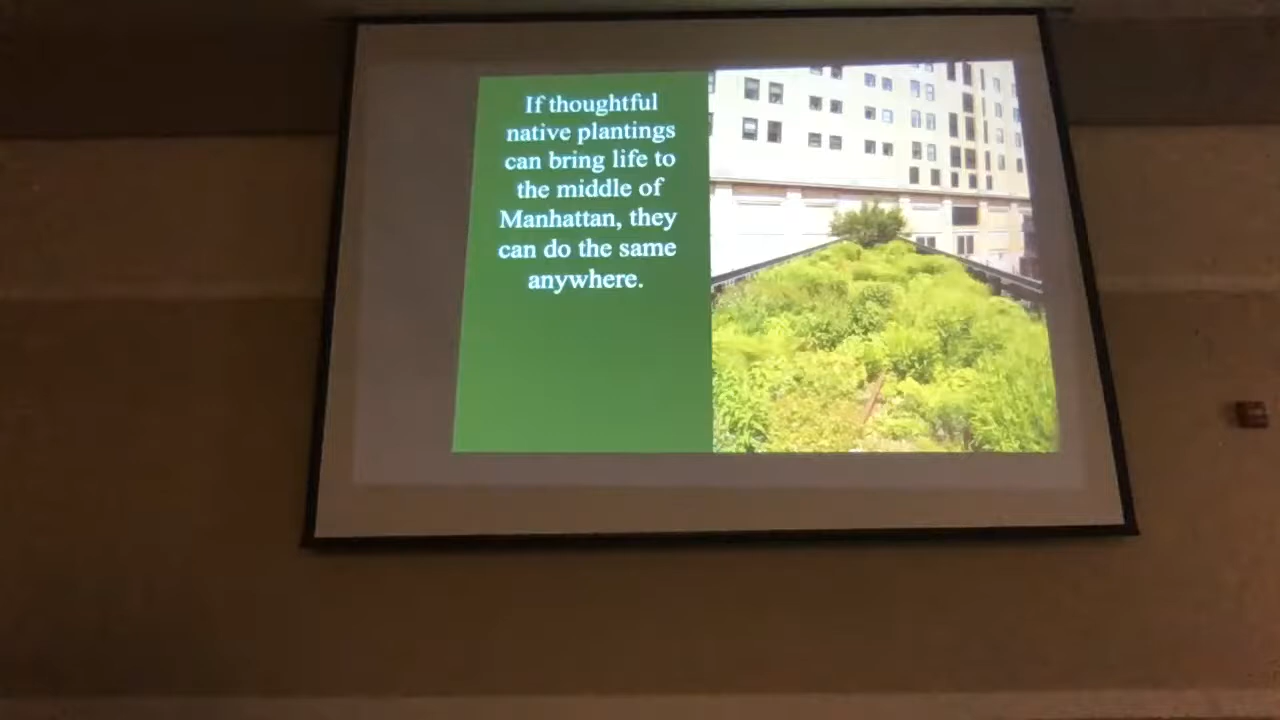 If thoughtful
native plantings
can bring life to
the middle of
Manhattan, they
can do the same
anywhere.